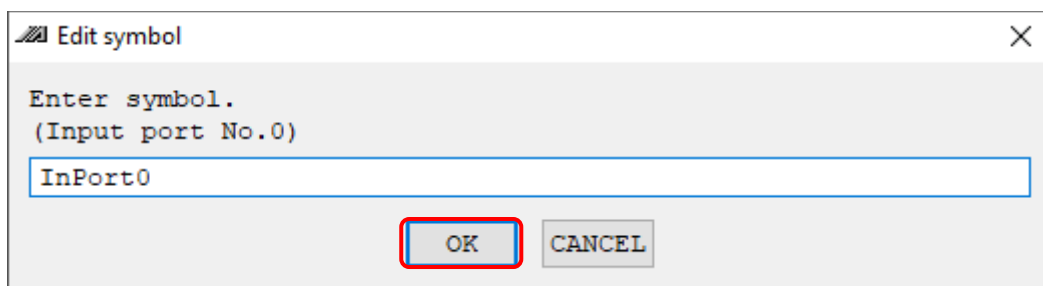 Edit symbol
Enter symbol.
(Input port No.0)
InPort0
OK
CANCEL